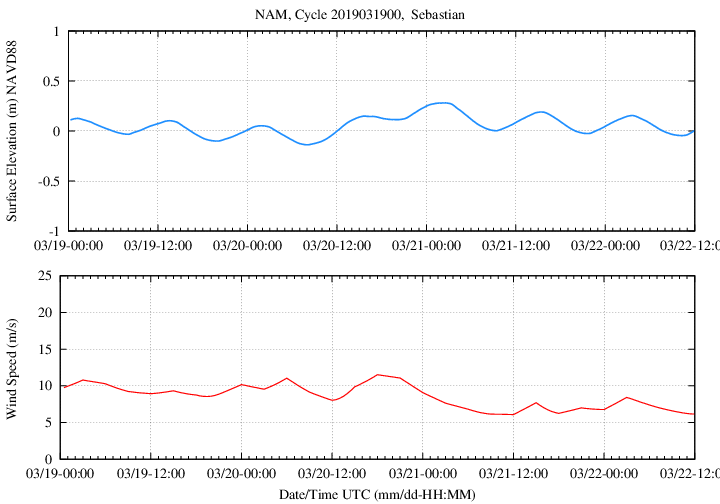 NAM, Cycle 2019031900,  Sebastian
Surface Elevation (m) NAVD88
1
0.5
0
-0.5
-1
03/19-00:00 03/19-12:00 03/20-00:00 03/20-12:00 03/21-00:00 03/21-12:00 03/22-00:00 03/22-12:0
Wind Speed (m/s)
25
20
15
10
5
0
03/19-00:00 03/19-12:00 03/20-00:00 03/20-12:00 03/21-00:00 03/21-12:00 03/22-00:00 03/22-12:0
Date/Time UTC (mm/dd-HH:MM)